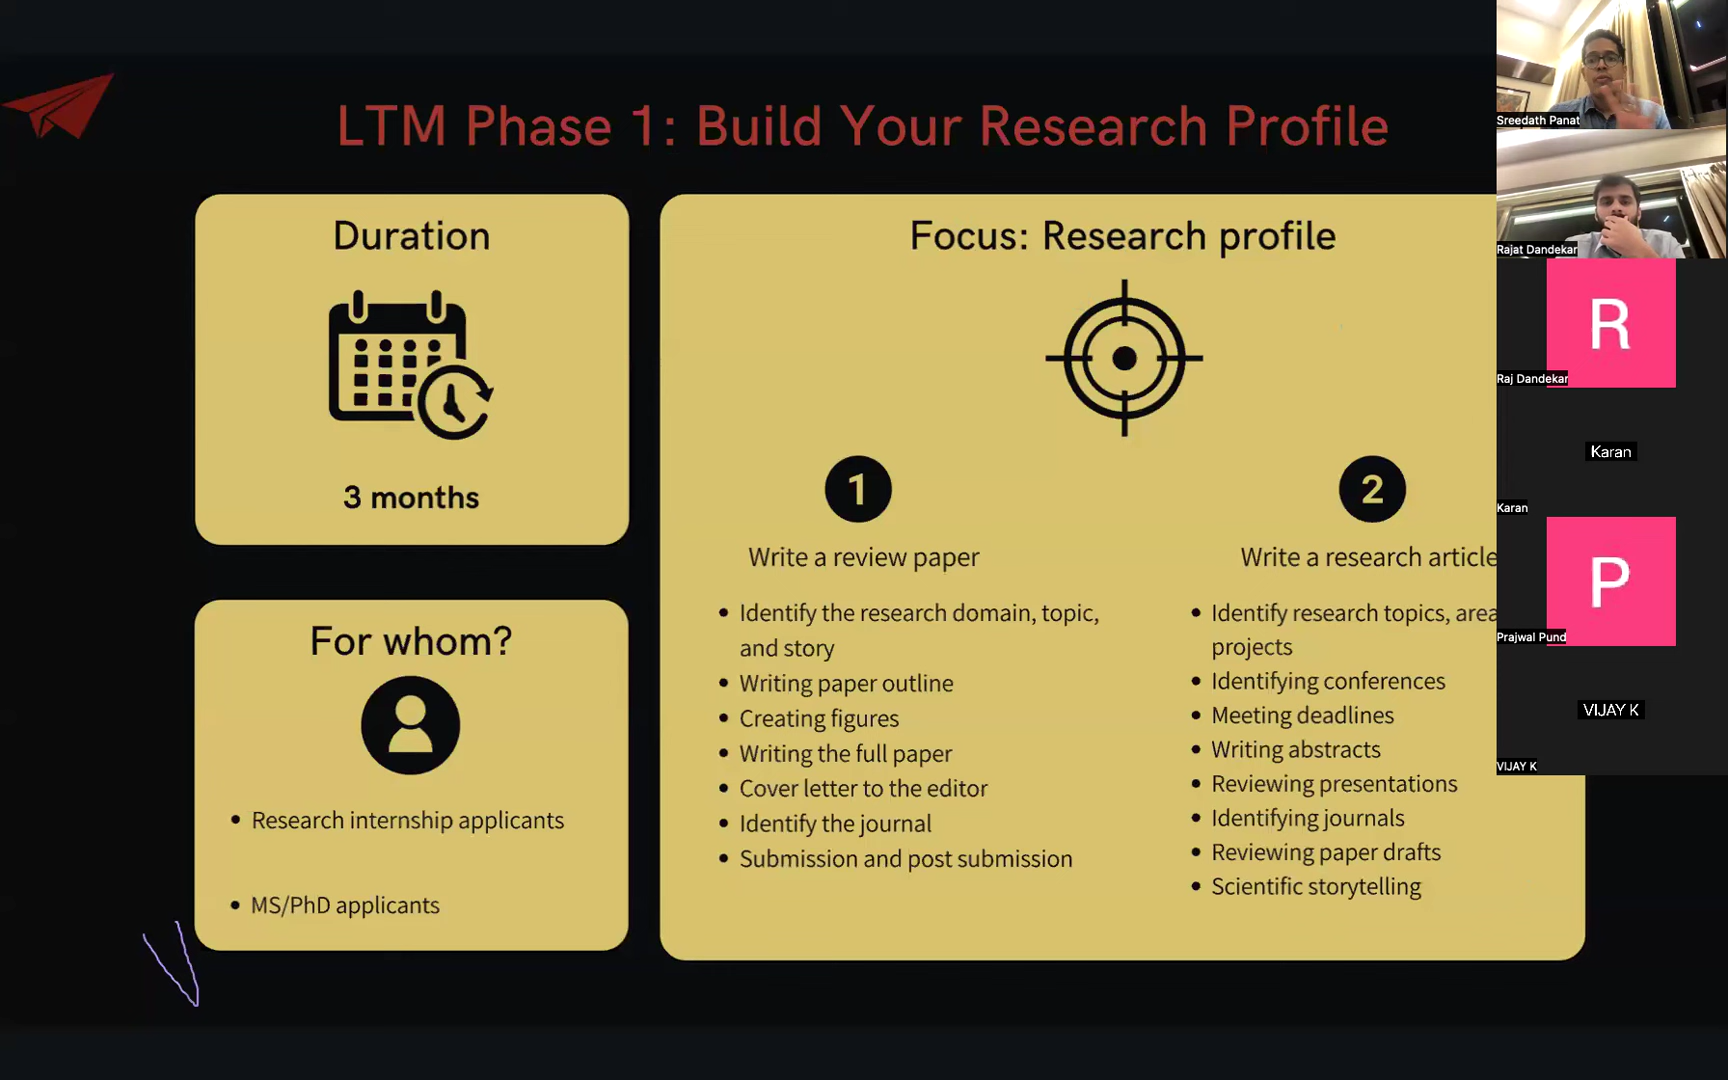 LTM Phase 1: Build Your Research Profile
Duration
3 months
For whom?
• Research internship applicants
• MS/PhD applicants
Focus: Research profile
1
Write a review paper
• Identify the research domain, topic,
and story
• Writing paper outline
• Creating figures
• Writing the full paper
• Cover letter to the editor
• Identify the journal
• Submission and post submission
2
Write a research article
• Identify research topics, area
projects
• Identifying conferences
• Meeting deadlines
• Writing abstracts
• Reviewing presentations
• Identifying journals
• Reviewing paper drafts
• Scientific storytelling
Sreedath Panat
Rajat Dandekar
R
Raj Dandekar
Karan
Karan
P
Prajwal Pund
VIJAY K
VIJAY K